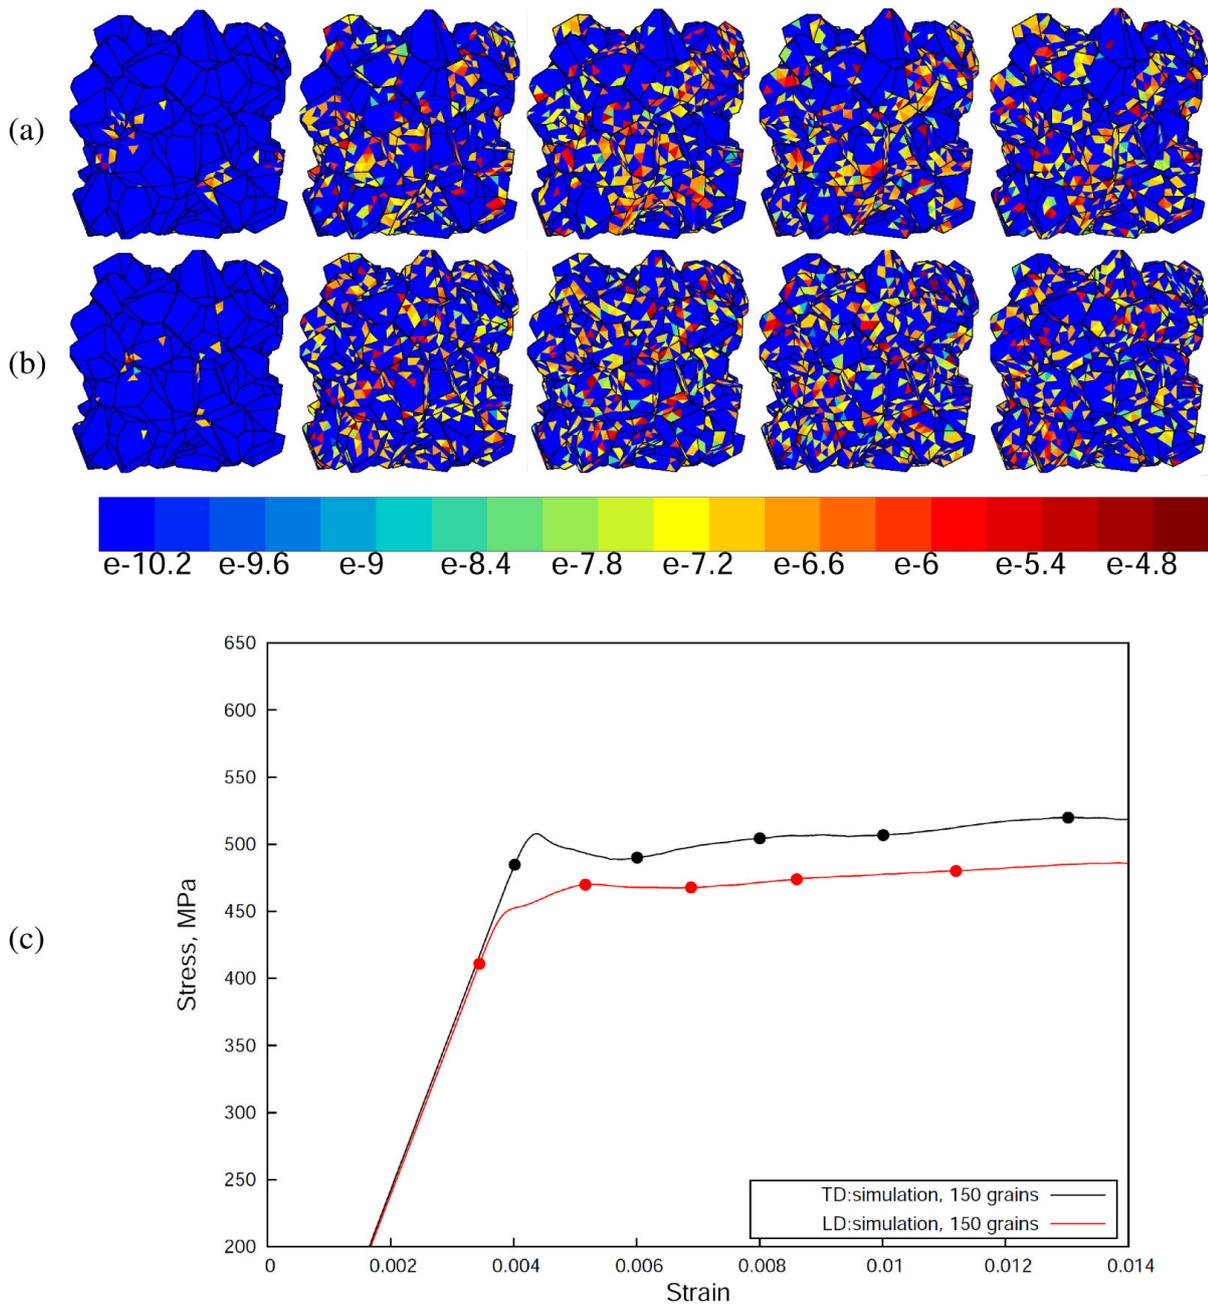 (a)
(b)
e-10.2 e-9.6 e-9 e-8.4 e-7.8 e-7.2 e-6.6 e-6 e-5.4 e-4.8
(c)
Stress, MPa
650
600
550
500
450
400
350
300
250
200
TD:simulation, 150 grains
LD:simulation, 150 grains
0 0.002 0.004 0.006 0.008 0.01 0.012 0.014
Strain